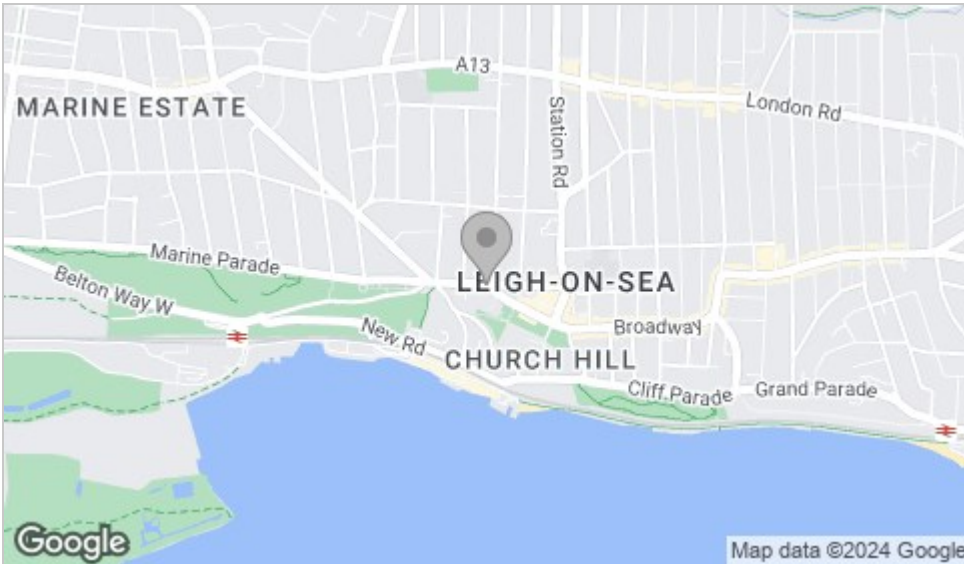 A13
MARINE ESTATE
London Rd
Station Rd
Marine Parade
LEIGH-ON-SEA
Belton Way W
New Rd
Broadway
CHURCH HILL
Cliff Parade
Grand Parade
Google
Map data ©2024 Google